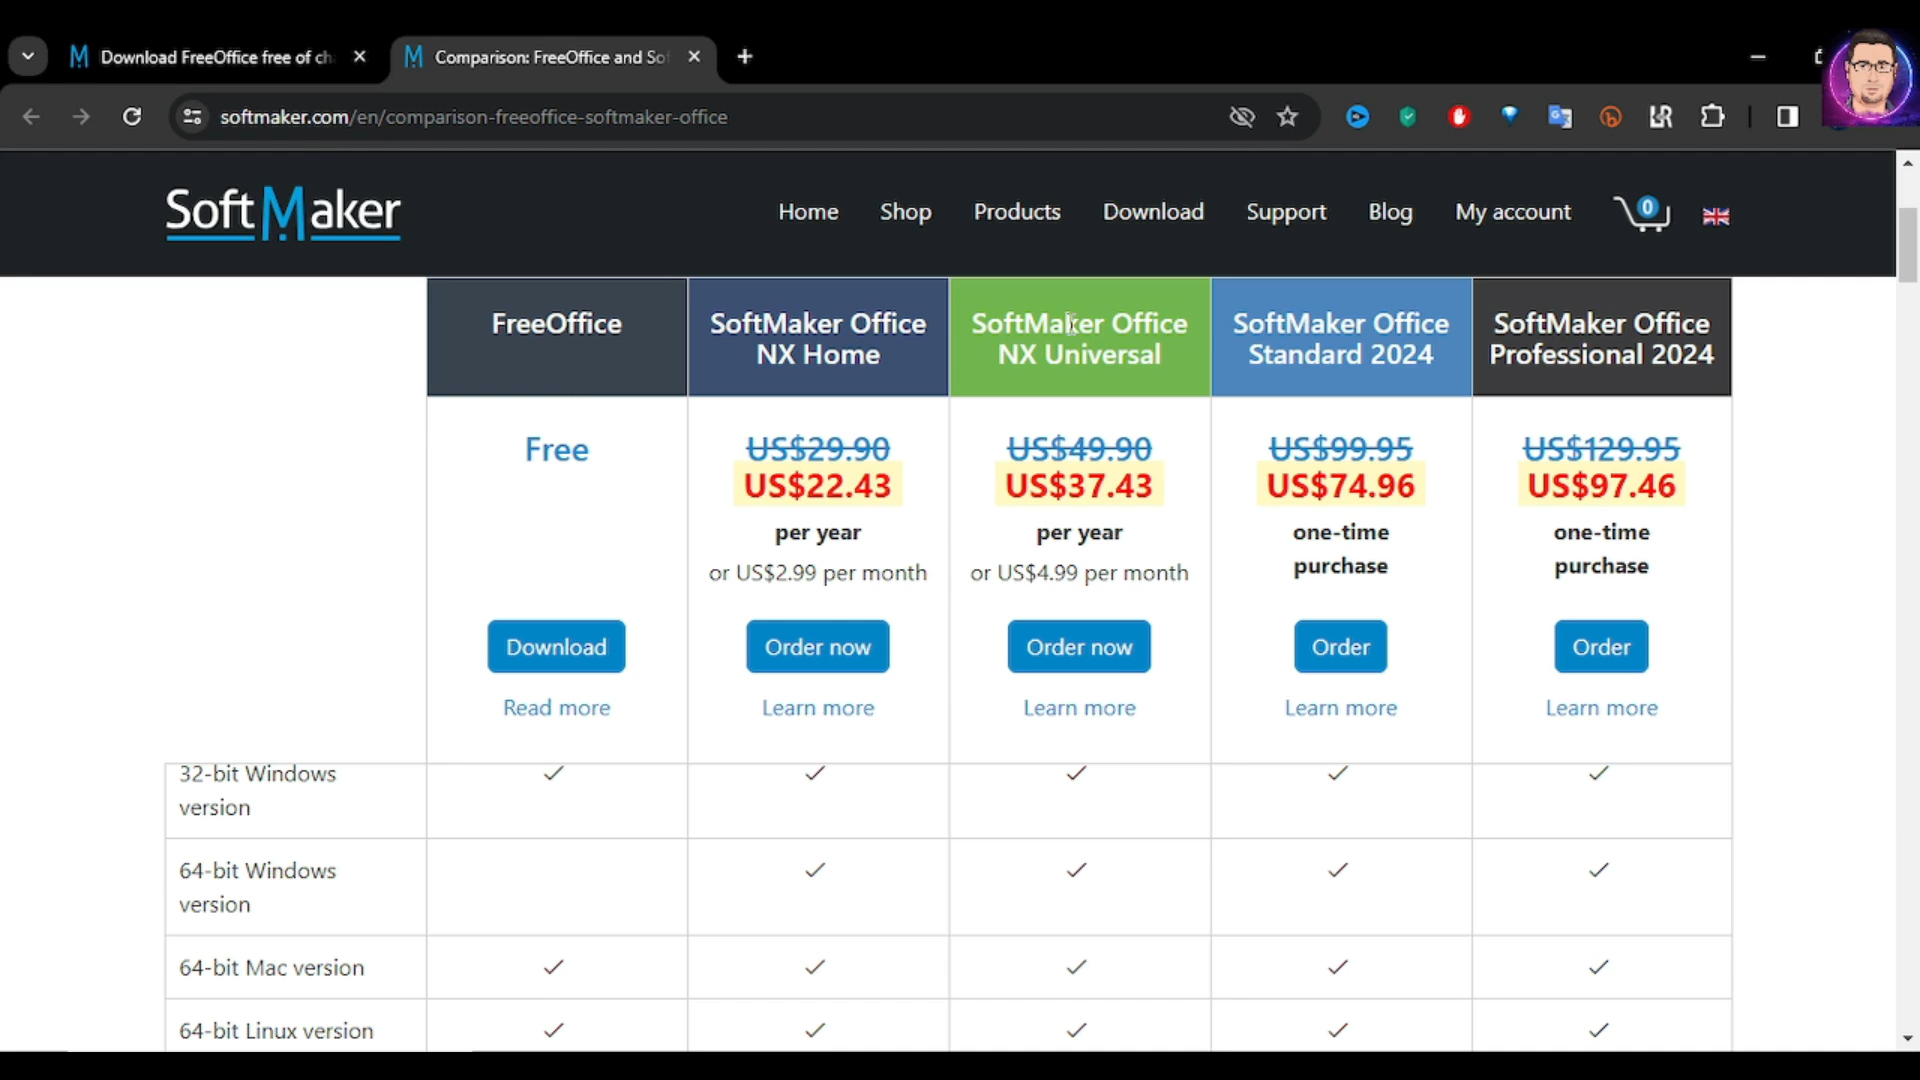 Download FreeOffice free of ch
Comparison: FreeOffice and Sof
softmaker.com/en/comparison-freeoffice-softmaker-office
SoftMaker
Home
Shop
Products
Download
Support
Blog
My account
0
FreeOffice
SoftMaker Office
NX Home
SoftMaker Office
NX Universal
SoftMaker Office
Standard 2024
SoftMaker Office
Professional 2024
Free
US$29.90
US$22.43
per year
or US$2.99 per month
US$49.90
US$37.43
per year
or US$4.99 per month
US$99.95
US$74.96
one-time
purchase
US$129.95
US$97.46
one-time
purchase
Download
Order now
Order now
Order
Order
Read more
Learn more
Learn more
Learn more
Learn more
32-bit Windows
version
64-bit Windows
version
64-bit Mac version
64-bit Linux version